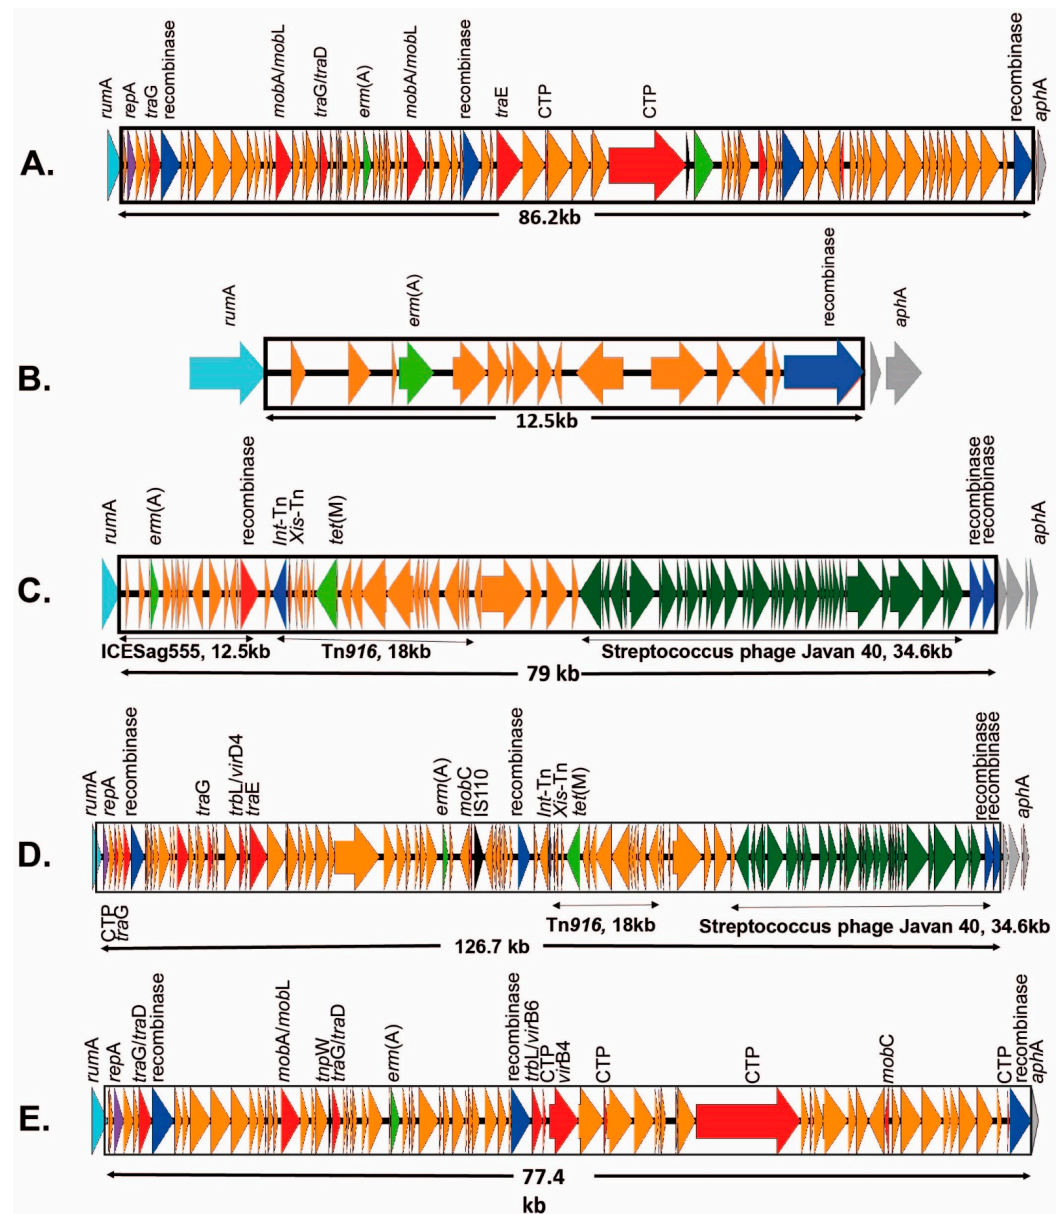 rumA
repA
traG
recombinase
mobA/mobL
traG/traD
erm(A)
mobA/mobL
recombinase
traE
CTP
CTP
recombinase
aphA
A.
86.2kb
rumA
erm(A)
recombinase
aphA
B.
12.5kb
rumA
erm(A)
recombinase
Int-Tn
Xis-Tn
tet(M)
recombinase
recombinase
aphA
C.
ICESag555, 12.5kb
Tn916, 18kb
Streptococcus phage Javan 40, 34.6kb
79 kb
rumA
repA
recombinase
traG
trbL/virD4
traE
erm(A)
mobC
IS110
recombinase
Int-Tn
Xis-Tn
tet(M)
recombinase
recombinase
aphA
D.
CTP
traG
Tn916, 18kb
Streptococcus phage Javan 40, 34.6kb
126.7 kb
rumA
repA
traG/traD
recombinase
mobA/mobL
tnpW
traG/traD
erm(A)
recombinase
trbL/virB6
CTP
virB4
CTP
CTP
mobC
CTP
recombinase
aphA
E.
77.4
kb